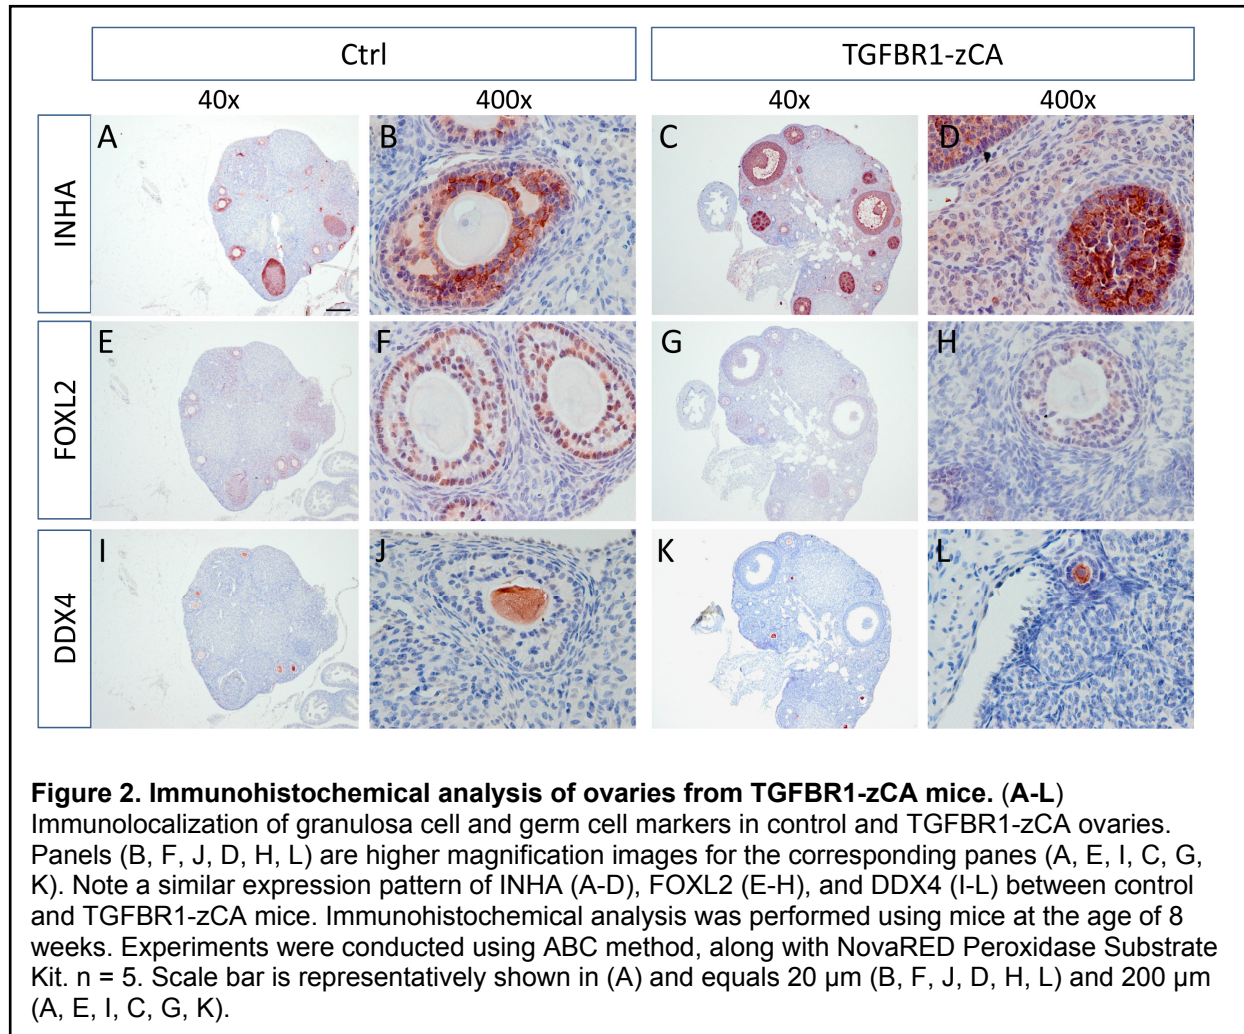 Ctrl
TGFBR1-zCA
40x
400x
40x
400x
INHA
A
B
C
D
FOXL2
E
F
G
H
DDX4
I
J
K
L
Figure 2. Immunohistochemical analysis of ovaries from TGFBR1-zCA mice. (A-L)
Immunolocalization of granulosa cell and germ cell markers in control and TGFBR1-zCA ovaries.
Panels (B, F, J, D, H, L) are higher magnification images for the corresponding panes (A, E, I, C, G,
K). Note a similar expression pattern of INHA (A-D), FOXL2 (E-H), and DDX4 (I-L) between control
and TGFBR1-zCA mice. Immunohistochemical analysis was performed using mice at the age of 8
weeks. Experiments were conducted using ABC method, along with NovaRED Peroxidase Substrate
Kit. n = 5. Scale bar is representatively shown in (A) and equals 20 µm (B, F, J, D, H, L) and 200 µm
(A, E, I, C, G, K).